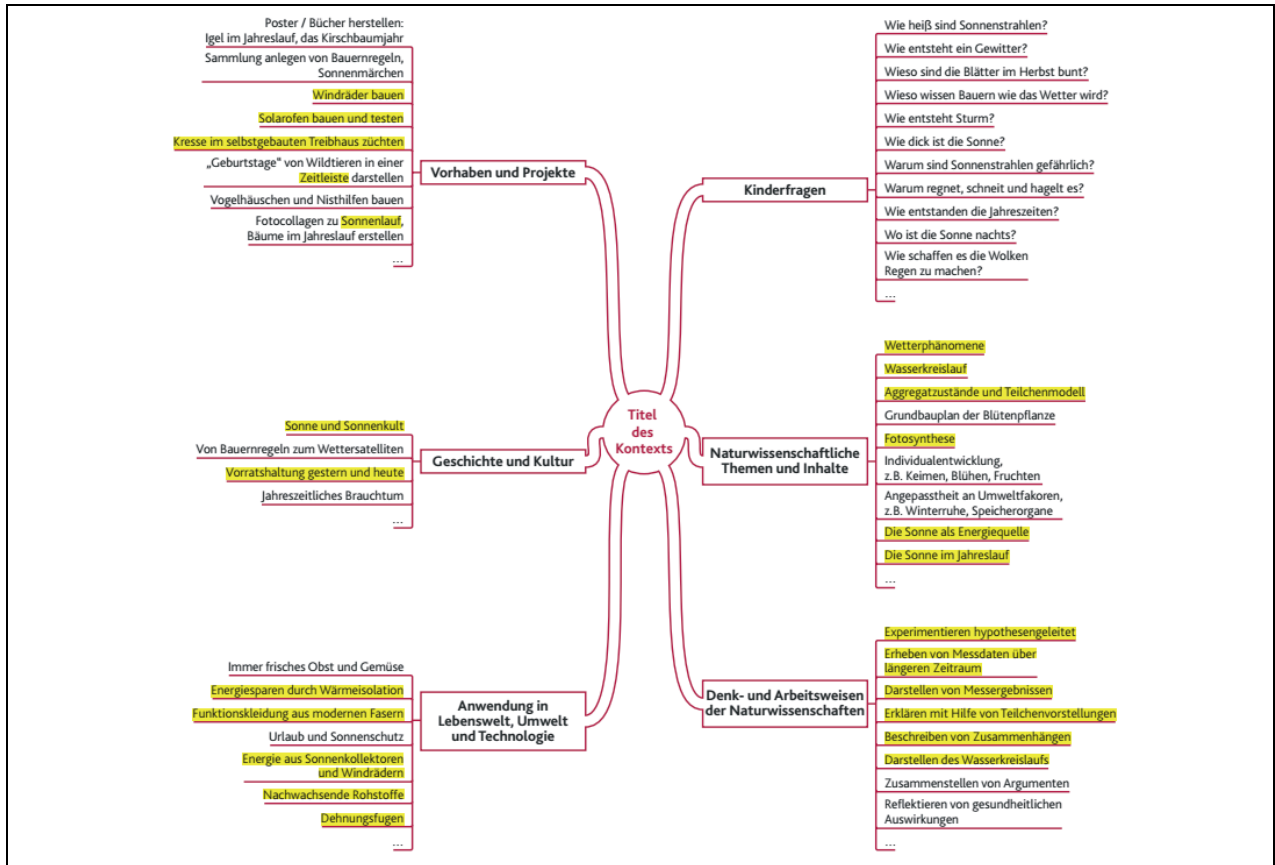 Poster / Bücher herstellen:
Igel im Jahreslauf, das Kirschbaumjahr
Sammlung anlegen von Bauernregeln,
Sonnenmärchen
Windräder bauen
Solarofen bauen und testen
Kresse im selbstgebauten Treibhaus züchten
„Geburtstage“ von Wildtieren in einer
Zeitleiste darstellen
Vogelhäuschen und Nisthilfen bauen
Fotocollagen zu Sonnenlauf,
Bäume im Jahreslauf erstellen
...
Vorhaben und Projekte
Kinderfragen
Wie heiß sind Sonnenstrahlen?
Wie entsteht ein Gewitter?
Wieso sind die Blätter im Herbst bunt?
Wieso wissen Bauern wie das Wetter wird?
Wie entsteht Sturm?
Wie dick ist die Sonne?
Warum sind Sonnenstrahlen gefährlich?
Warum regnet, schneit und hagelt es?
Wie entstanden die Jahreszeiten?
Wo ist die Sonne nachts?
Wie schaffen es die Wolken
Regen zu machen?
...
Titel
des
Kontexts
Sonne und Sonnenkult
Von Bauernregeln zum Wettersatelliten
Vorratshaltung gestern und heute
Jahreszeitliches Brauchtum
...
Geschichte und Kultur
Naturwissenschaftliche
Themen und Inhalte
Wetterphänomene
Wasserkreislauf
Aggregatzustände und Teilchenmodell
Grundbauplan der Blütenpflanze
Fotosynthese
Individualentwicklung,
z.B. Keimen, Blühen, Fruchten
Angepasstheit an Umweltfakoren,
z.B. Winterruhe, Speicherorgane
Die Sonne als Energiequelle
Die Sonne im Jahreslauf
...
Immer frisches Obst und Gemüse
Energiesparen durch Wärmeisolation
Funktionskleidung aus modernen Fasern
Urlaub und Sonnenschutz
Energie aus Sonnenkollektoren
und Windrädern
Nachwachsende Rohstoffe
Dehnungsfugen
...
Anwendung in
Lebenswelt, Umwelt
und Technologie
Denk- und Arbeitsweisen
der Naturwissenschaften
Experimentieren hypothesengeleitet
Erheben von Messdaten über
längeren Zeitraum
Darstellen von Messergebnissen
Erklären mit Hilfe von Teilchenvorstellungen
Beschreiben von Zusammenhängen
Darstellen des Wasserkreislaufs
Zusammenstellen von Argumenten
Reflektieren von gesundheitlichen
Auswirkungen
...